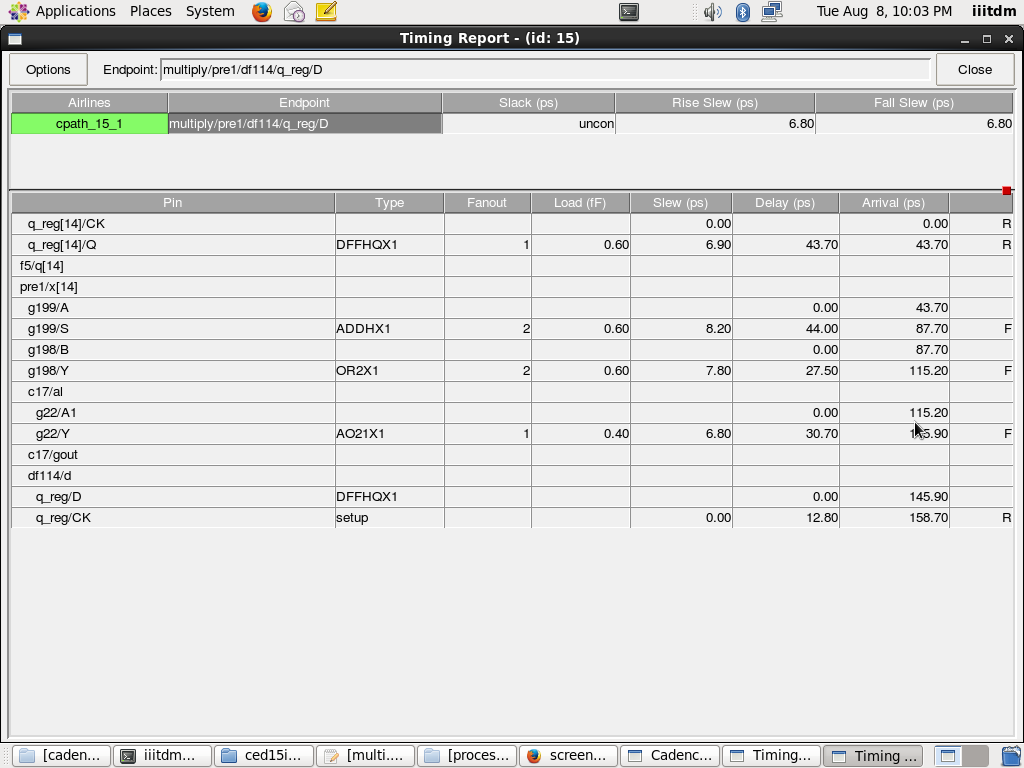 Applications Places System Tue Aug 8, 10:03 PM iiitdm
Timing Report - (id: 15)
Options Endpoint: multiply/pre1/df114/q_reg/D Close
Airlines Endpoint Slack (ps) Rise Slew (ps) Fall Slew (ps)
cpath_15_1 multiply/pre1/df114/q_reg/D uncon 6.80 6.80
Pin Type Fanout Load (fF) Slew (ps) Delay (ps) Arrival (ps)
q_reg[14]/CK 0.00 0.00 R
q_reg[14]/Q DFFHQX1 1 0.60 6.90 43.70 43.70 R
f5/q[14]
pre1/x[14]
g199/A 0.00 43.70
g199/S ADDHX1 2 0.60 8.20 44.00 87.70 F
g198/B 0.00 87.70
g198/Y OR2X1 2 0.60 7.80 27.50 115.20 F
c17/al
g22/A1 0.00 115.20
g22/Y AO21X1 1 0.40 6.80 30.70 F
c17/gout
df114/d
q_reg/D DFFHQX1 0.00 145.90
q_reg/CK setup 0.00 12.80 158.70 R
[caden... iiitdm... ced15i... [multi.... [proces... screen... Cadenc... Timing... Timing ...